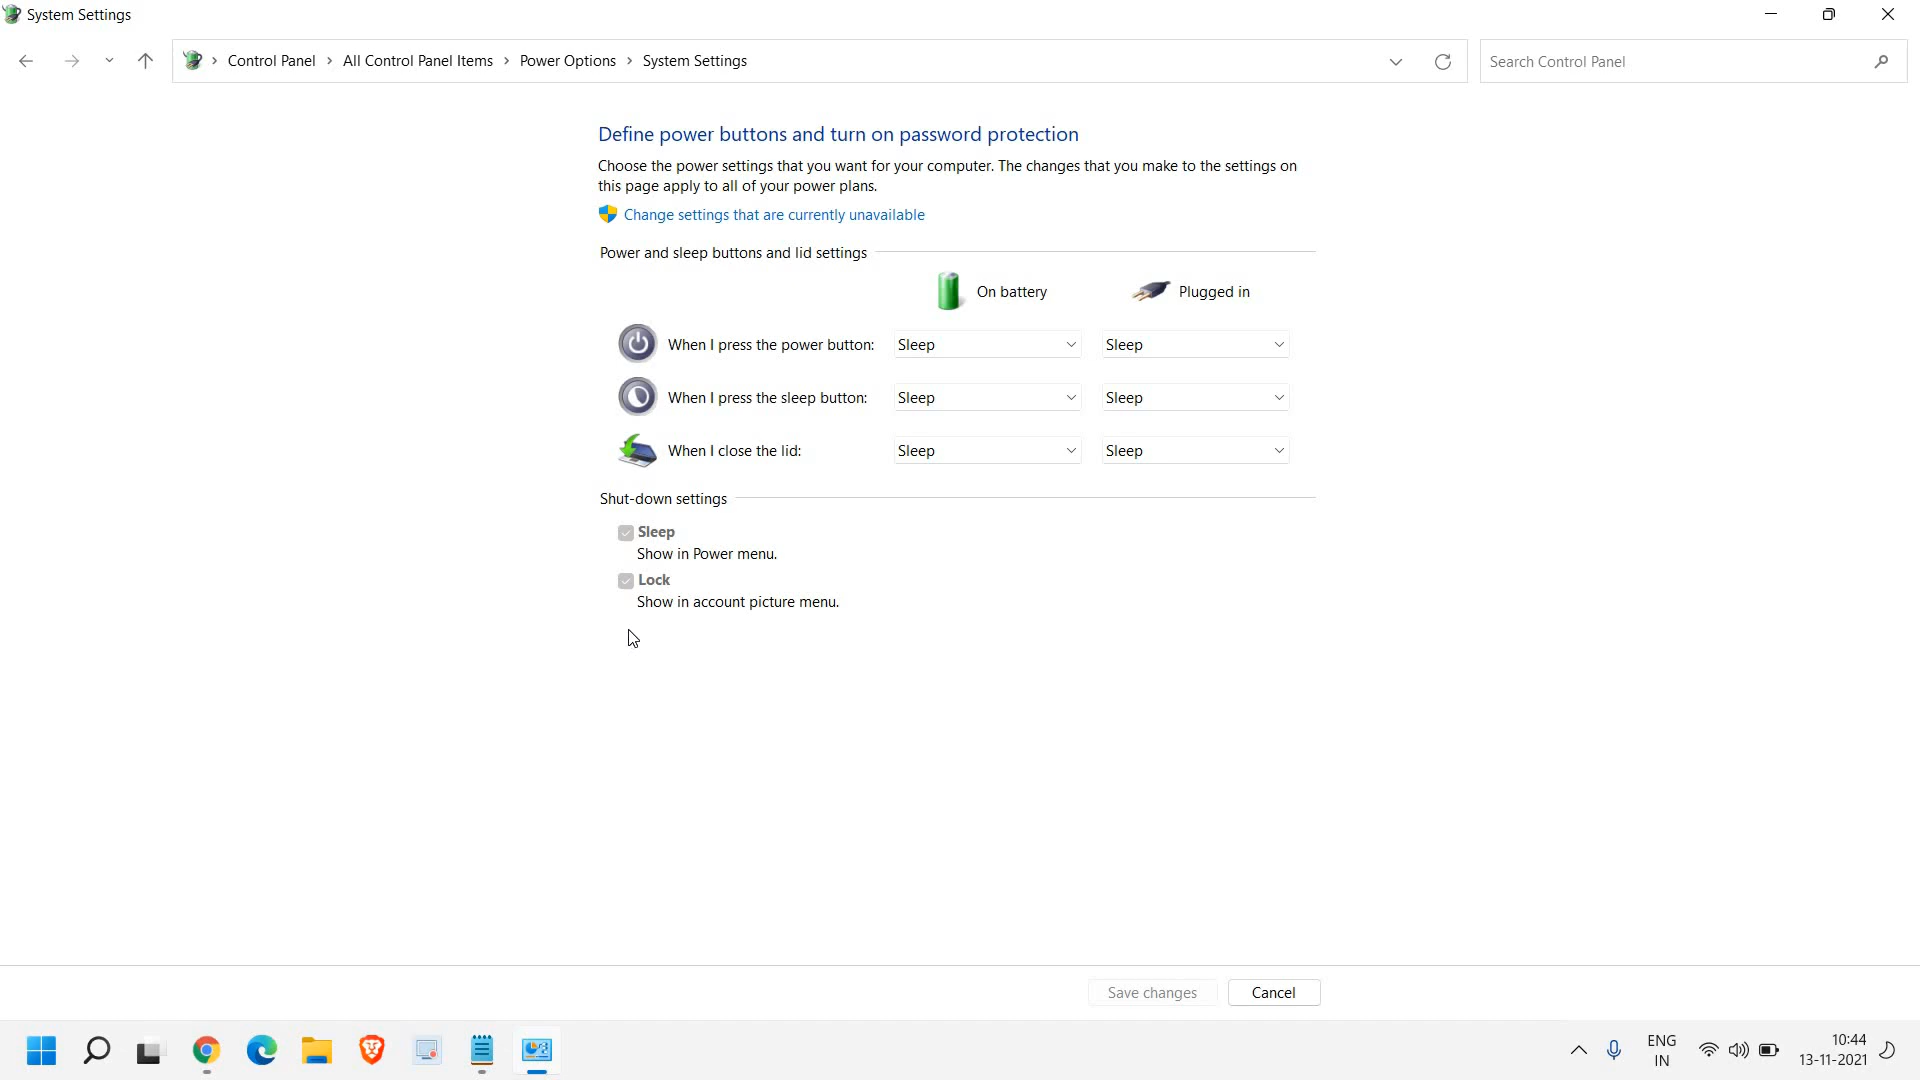 System Settings
Control Panel > All Control Panel Items > Power Options > System Settings
Search Control Panel
Define power buttons and turn on password protection
Choose the power settings that you want for your computer. The changes that you make to the settings on
this page apply to all of your power plans.
Change settings that are currently unavailable
Power and sleep buttons and lid settings
On battery Plugged in
When I press the power button: Sleep Sleep
When I press the sleep button: Sleep Sleep
When I close the lid: Sleep Sleep
Shut-down settings
Sleep
Show in Power menu.
Lock
Show in account picture menu.
Save changes Cancel
ENG 10:44
IN 13-11-2021